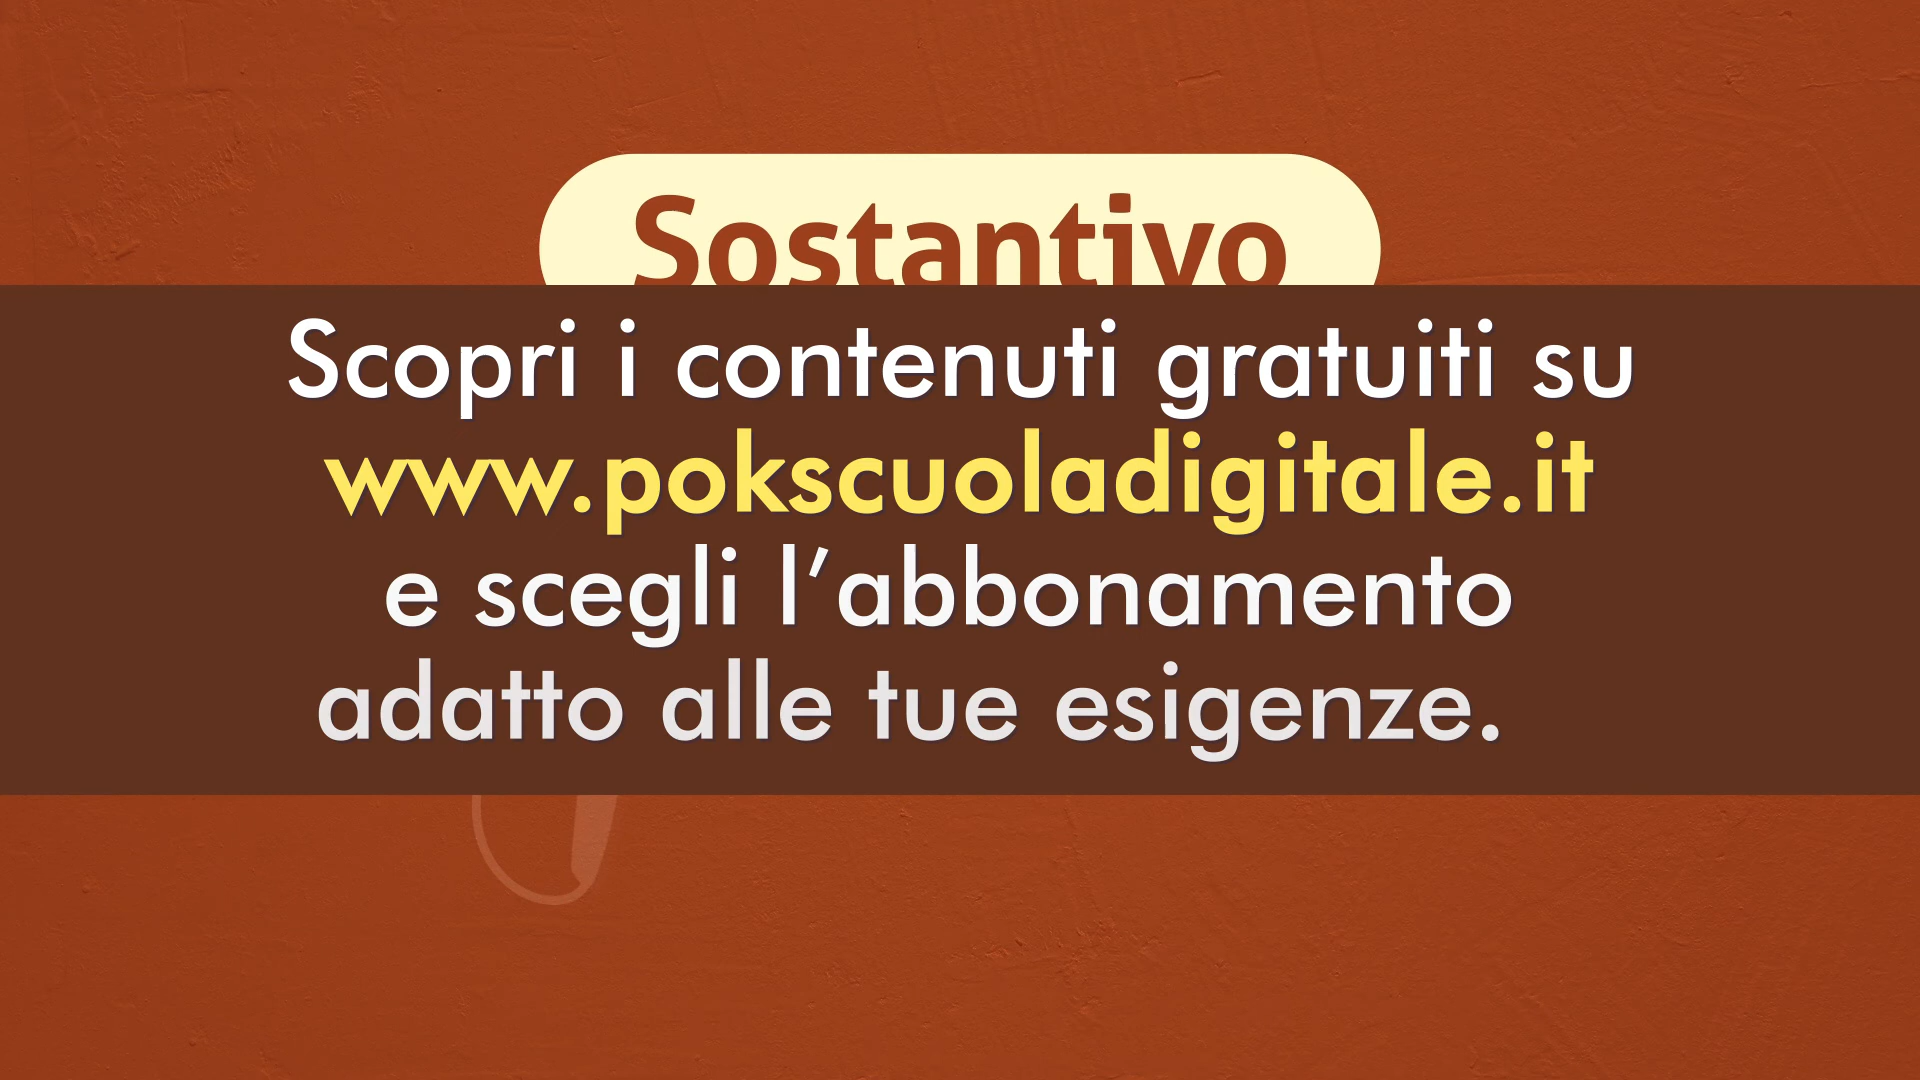 Sostantivo
Scopri i contenuti gratuiti su
www.pokscuoladigitale.it
e scegli l’abbonamento
adatto alle tue esigenze.